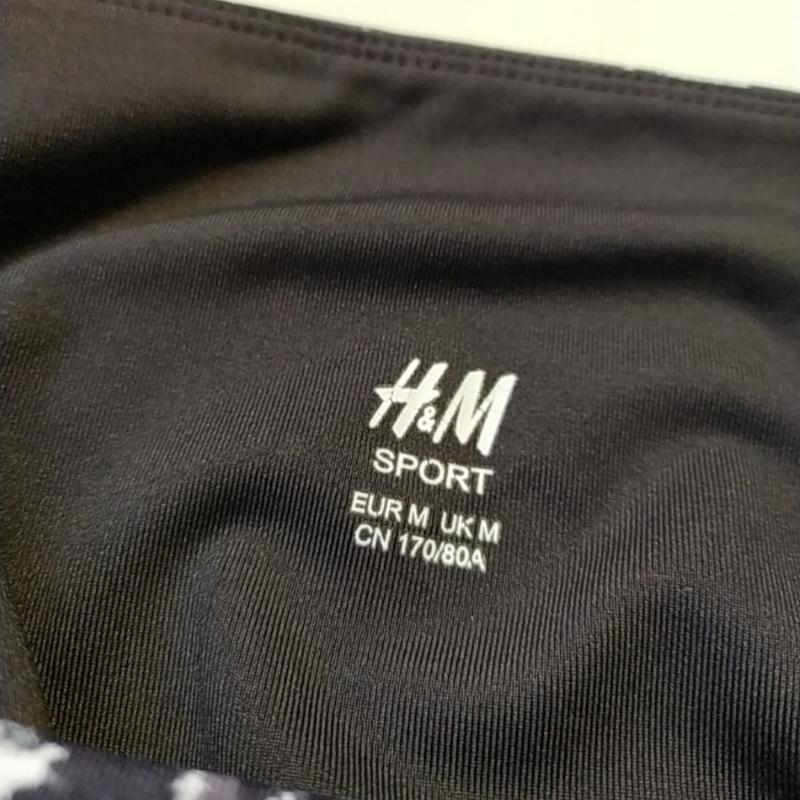 H&M
SPORT
EUR M UK M
CN 170/80A